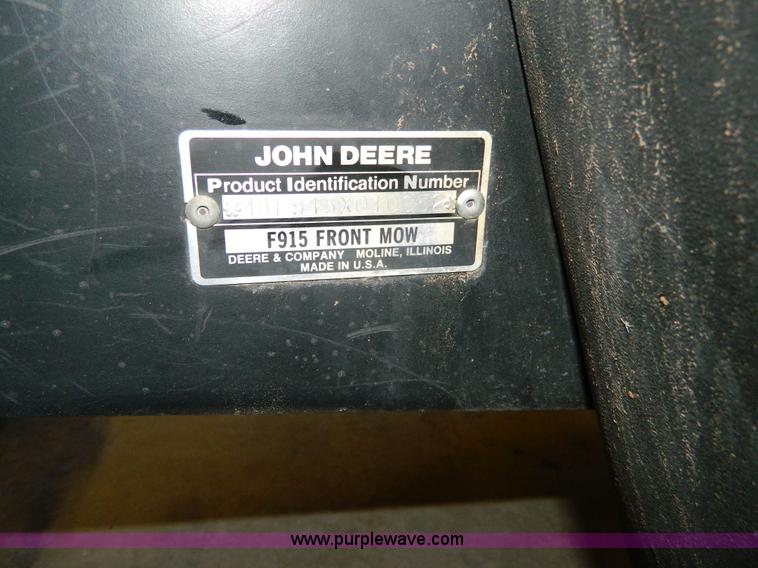 JOHN DEERE
Product Identification Number
F915 FRONT MOW
DEERE & COMPANY MOLINE, ILLINOIS
MADE IN U.S.A.
www.purplewave.com